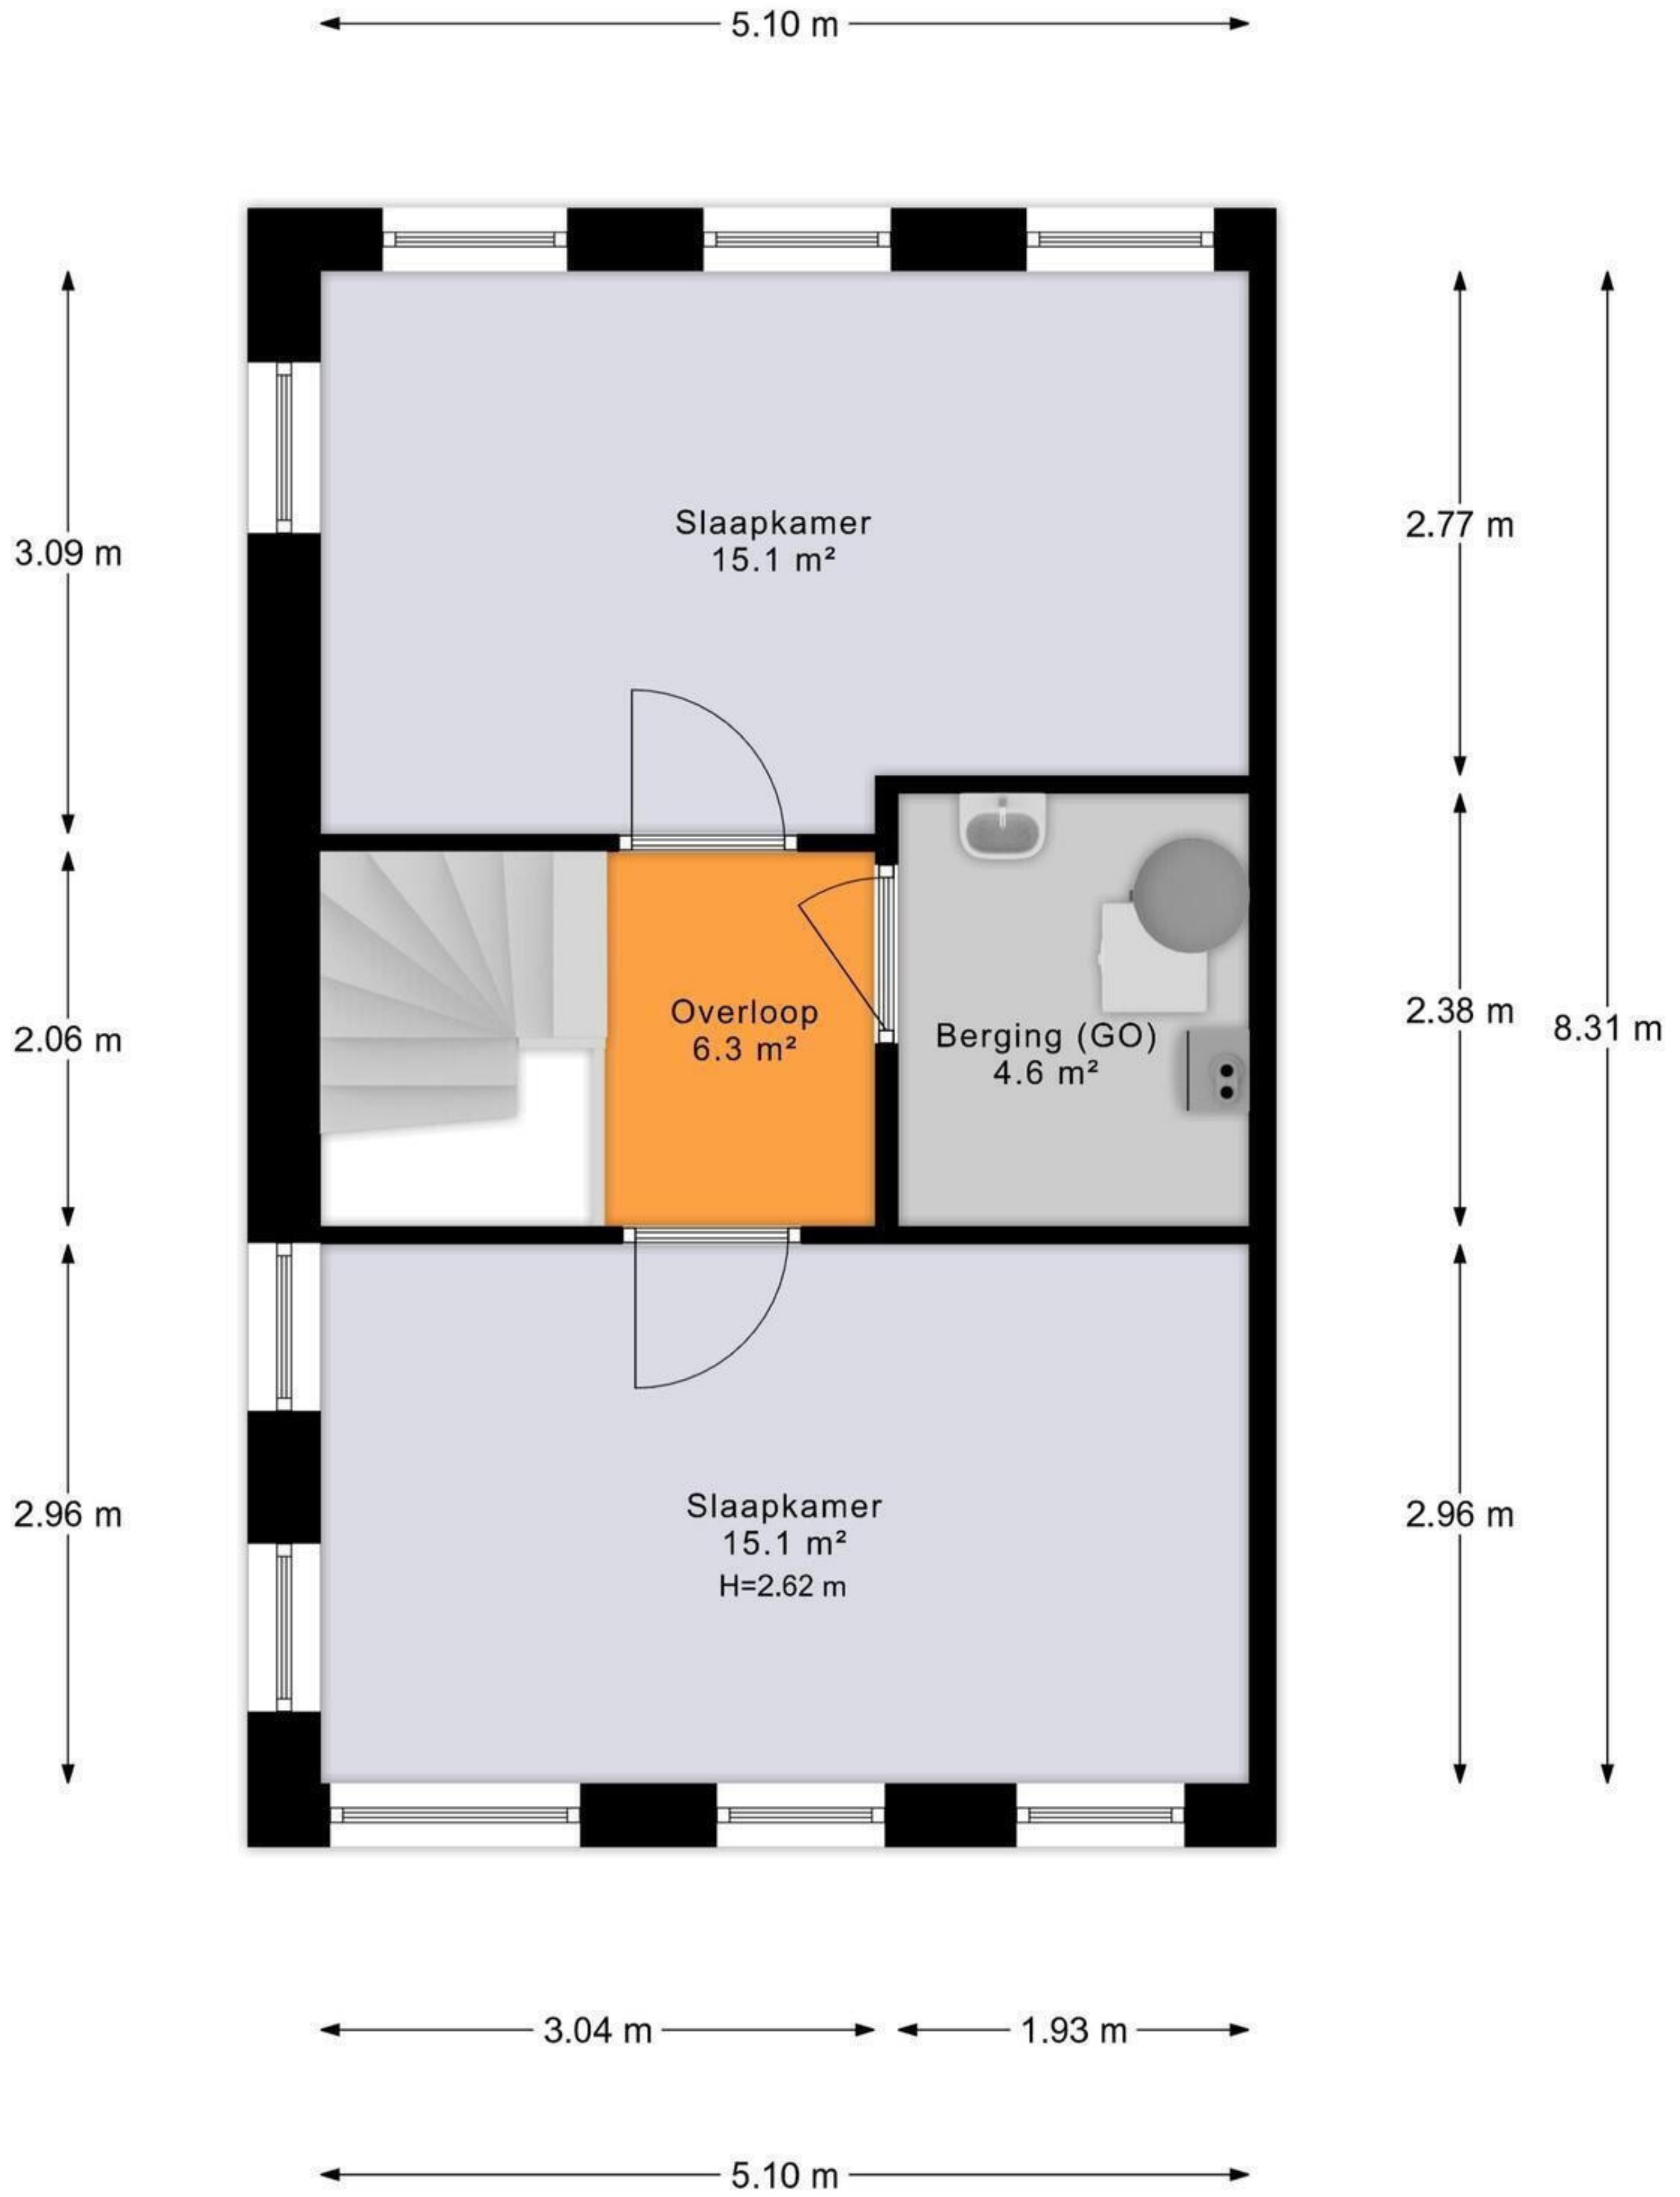 5.10 m
Slaapkamer
15.1 m²
3.09 m
2.77 m
Overloop
6.3 m²
Berging (GO)
4.6 m²
2.06 m
2.38 m
8.31 m
Slaapkamer
15.1 m²
H=2.62 m
2.96 m
2.96 m
3.04 m
1.93 m
5.10 m